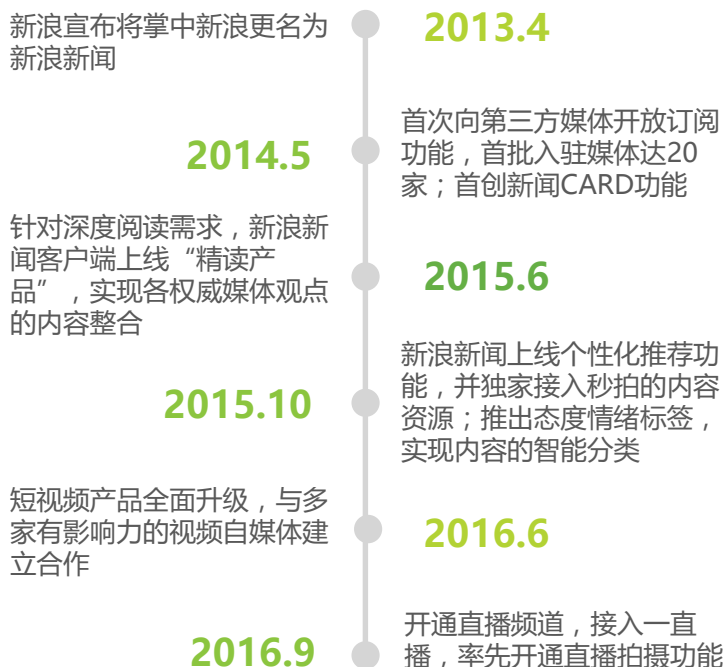 新浪宣布将掌中新浪更名为
新浪新闻
2013.4
2014.5
首次向第三方媒体开放订阅
功能，首批入驻媒体达20
家；首创新闻CARD功能
针对深度阅读需求，新浪新
闻客户端上线“精读产
品”，实现各权威媒体观点
的内容整合
2015.6
2015.10
新浪新闻上线个性化推荐功
能，并独家接入秒拍的内容
资源；推出态度情绪标签，
实现内容的智能分类
短视频产品全面升级，与多
家有影响力的视频自媒体建
立合作
2016.6
2016.9
开通直播频道，接入一直
播，率先开通直播拍摄功能